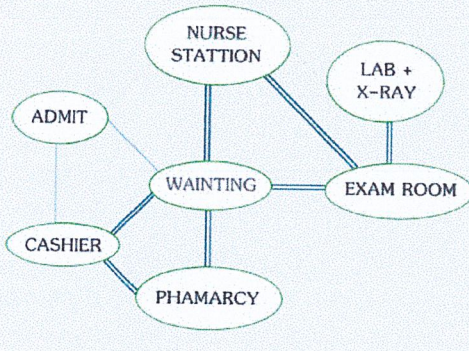 NURSE
STATTION
LAB +
X-RAY
ADMIT
WAINTING
EXAM ROOM
CASHIER
PHAMARCY